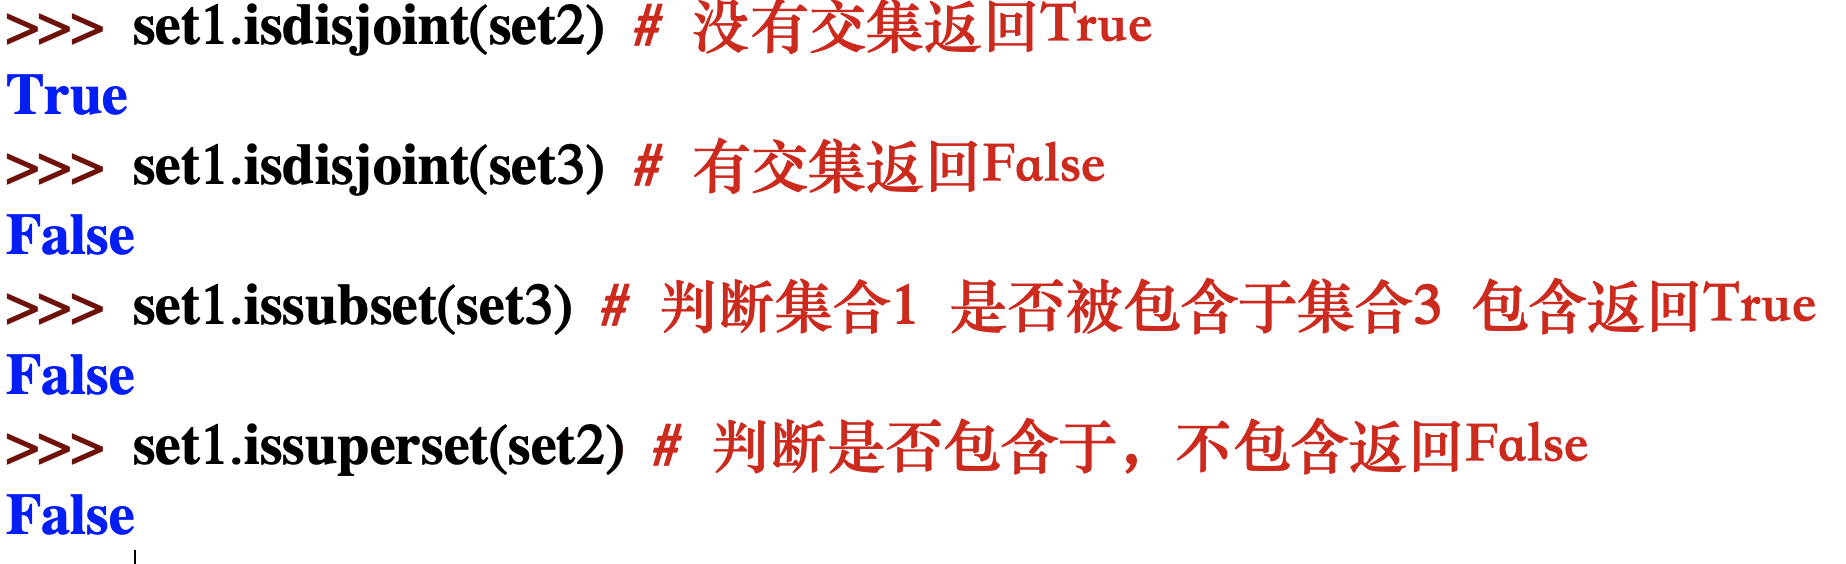 >>> set1.isdisjoint(set2) # 没有交集返回True
True
>>> set1.isdisjoint(set3) # 有交集返回False
False
>>> set1.issubset(set3) # 判断集合1 是否被包含于集合3 包含返回True
False
>>> set1.issuperset(set2) # 判断是否包含于，不包含返回False
False